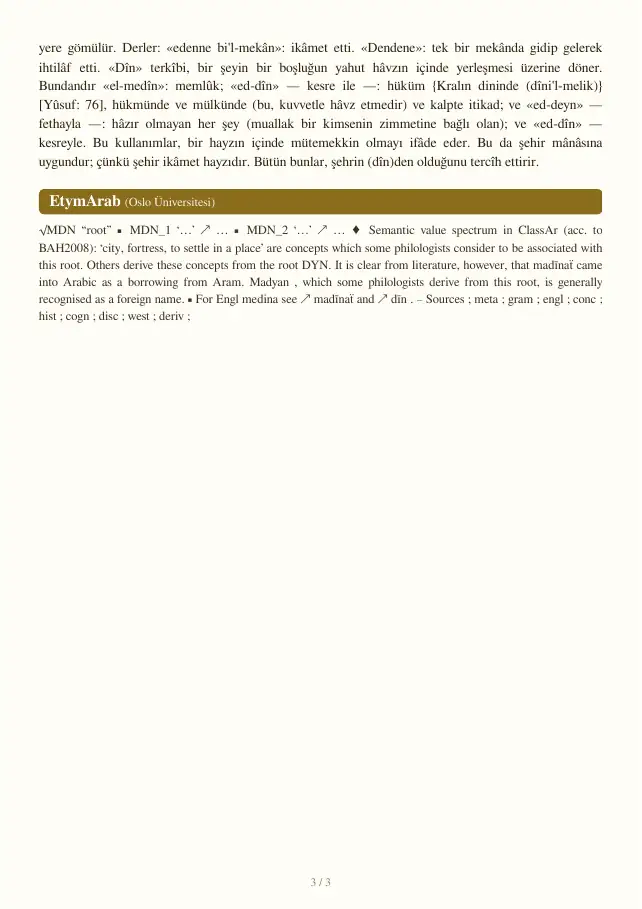 yere gömülür. Derler: «edenne bi'l-mekân»: ikâmet etti. «Dendene»: tek bir mekânda gidip gelerek
ihtilâf etti. «Dîn» terkîbi, bir şeyin bir boşluğun yahut hâvzın içinde yerleşmesi üzerine döner.
Bundandır «el-medîn»: memlûk; «ed-dîn» — kesre ile —: hüküm {Kralın dininde (dîni'l-melik)}
[Yûsuf: 76], hükmünde ve mülkünde (bu, kuvvetle hâvz etmedir) ve kalpte itikad; ve «ed-deyn» —
fethayla —: hâzır olmayan her şey (muallak bir kimsenin zimmetine bağlı olan); ve «ed-dîn» —
kesreyle. Bu kullanımlar, bir hayzın içinde mütemekkin olmayı ifâde eder. Bu da şehir mânâsına
uygundur; çünkü şehir ikâmet hayzıdır. Bütün bunlar, şehrin (dîn)den olduğunu tercîh ettirir.
EtymArab (Oslo Üniversitesi)
√MDN “root” ▪ MDN_1 ‘…’ ↗ … ▪ MDN_2 ‘…’ ↗ … ♦ Semantic value spectrum in ClassAr (acc. to
BAH2008): ‘city, fortress, to settle in a place’ are concepts which some philologists consider to be associated with
this root. Others derive these concepts from the root DYN. It is clear from literature, however, that madīnaẗ came
into Arabic as a borrowing from Aram. Madyan , which some philologists derive from this root, is generally
recognised as a foreign name. ▪ For Engl medina see ↗ madīnaẗ and ↗ dīn . – Sources ; meta ; gram ; engl ; conc ;
hist ; cogn ; disc ; west ; deriv ;
3 / 3